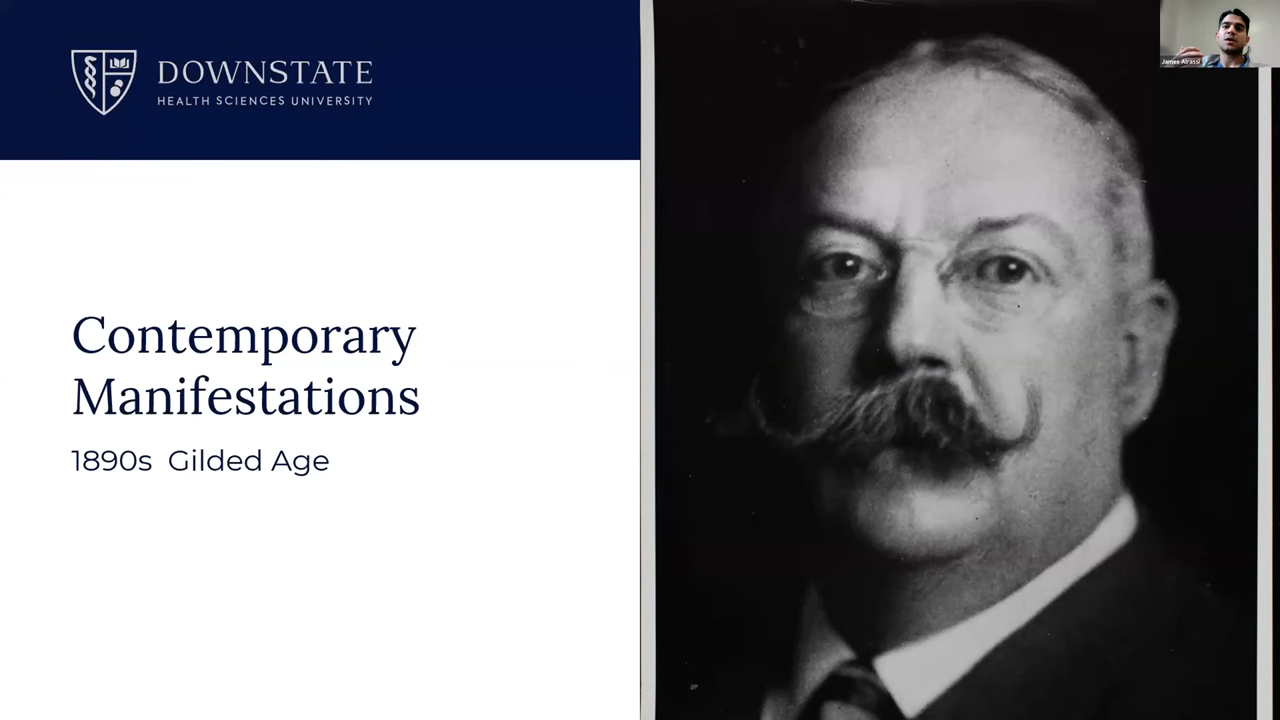 DOWNSTATE
HEALTH SCIENCES UNIVERSITY
James Alrassi
Contemporary
Manifestations
1890s Gilded Age